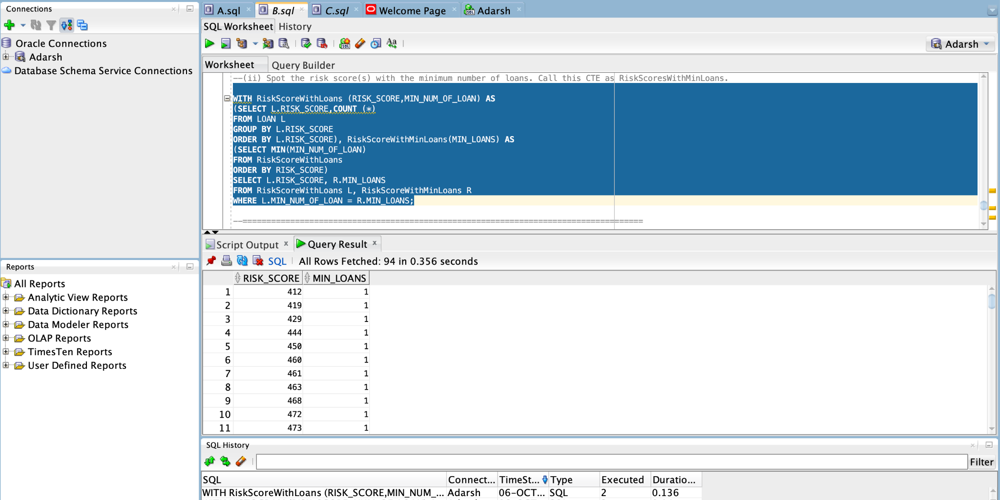 Connections
Oracle Connections
Adarsh
Database Schema Service Connections
Reports
All Reports
Analytic View Reports
Data Dictionary Reports
Data Modeler Reports
OLAP Reports
TimesTen Reports
User Defined Reports
A.sql
B.sql
C.sql
Welcome Page
Adarsh
SQL Worksheet
History
Adarsh
Worksheet
Query Builder
--(ii) Spot the risk score(s) with the minimum number of loans. Call this CTE as RiskScoresWithMinLoans.
WITH RiskScoreWithLoans (RISK_SCORE,MIN_NUM_OF_LOAN) AS
(SELECT L.RISK_SCORE,COUNT (*)
FROM LOAN L
GROUP BY L.RISK_SCORE
ORDER BY L.RISK_SCORE), RiskScoreWithMinLoans(MIN_LOANS) AS
(SELECT MIN(MIN_NUM_OF_LOAN)
FROM RiskScoreWithLoans
ORDER BY RISK_SCORE)
SELECT L.RISK_SCORE, R.MIN_LOANS
FROM RiskScoreWithLoans L, RiskScoreWithMinLoans R
WHERE L.MIN_NUM_OF_LOAN = R.MIN_LOANS;
--====================================================================================
Script Output
Query Result
SQL
All Rows Fetched: 94 in 0.356 seconds
RISK_SCORE MIN_LOANS
1 412 1
2 419 1
3 429 1
4 444 1
5 450 1
6 460 1
7 461 1
8 463 1
9 468 1
10 472 1
11 473 1
SQL History
Filter
SQL Connect... TimeSt... Type Executed Duratio...
WITH RiskScoreWithLoans (RISK_SCORE,MIN_NUM_... Adarsh 06-OCT... SQL 2 0.136